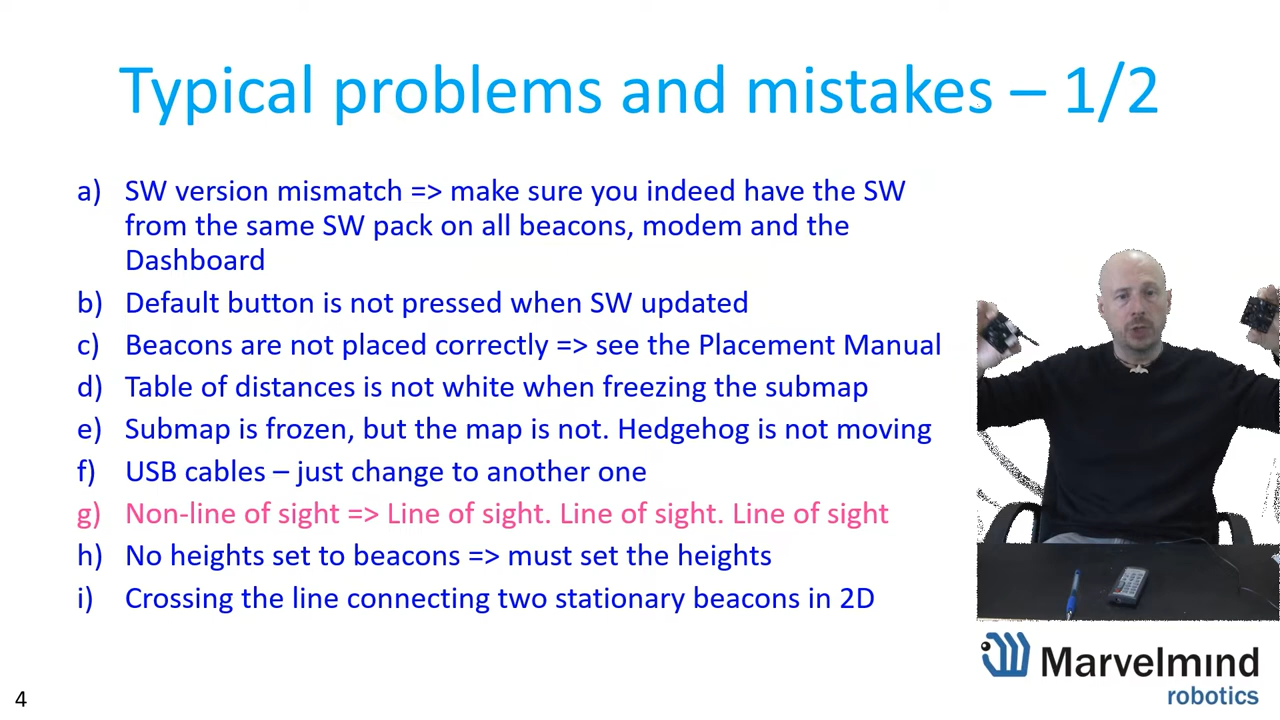 Typical problems and mistakes – 1/2
a) SW version mismatch => make sure you indeed have the SW
from the same SW pack on all beacons, modem and the
Dashboard
b) Default button is not pressed when SW updated
c) Beacons are not placed correctly => see the Placement Manual
d) Table of distances is not white when freezing the submap
e) Submap is frozen, but the map is not. Hedgehog is not moving
f) USB cables – just change to another one
g) Non-line of sight => Line of sight. Line of sight. Line of sight
h) No heights set to beacons => must set the heights
i) Crossing the line connecting two stationary beacons in 2D
Marvelmind
robotics
4